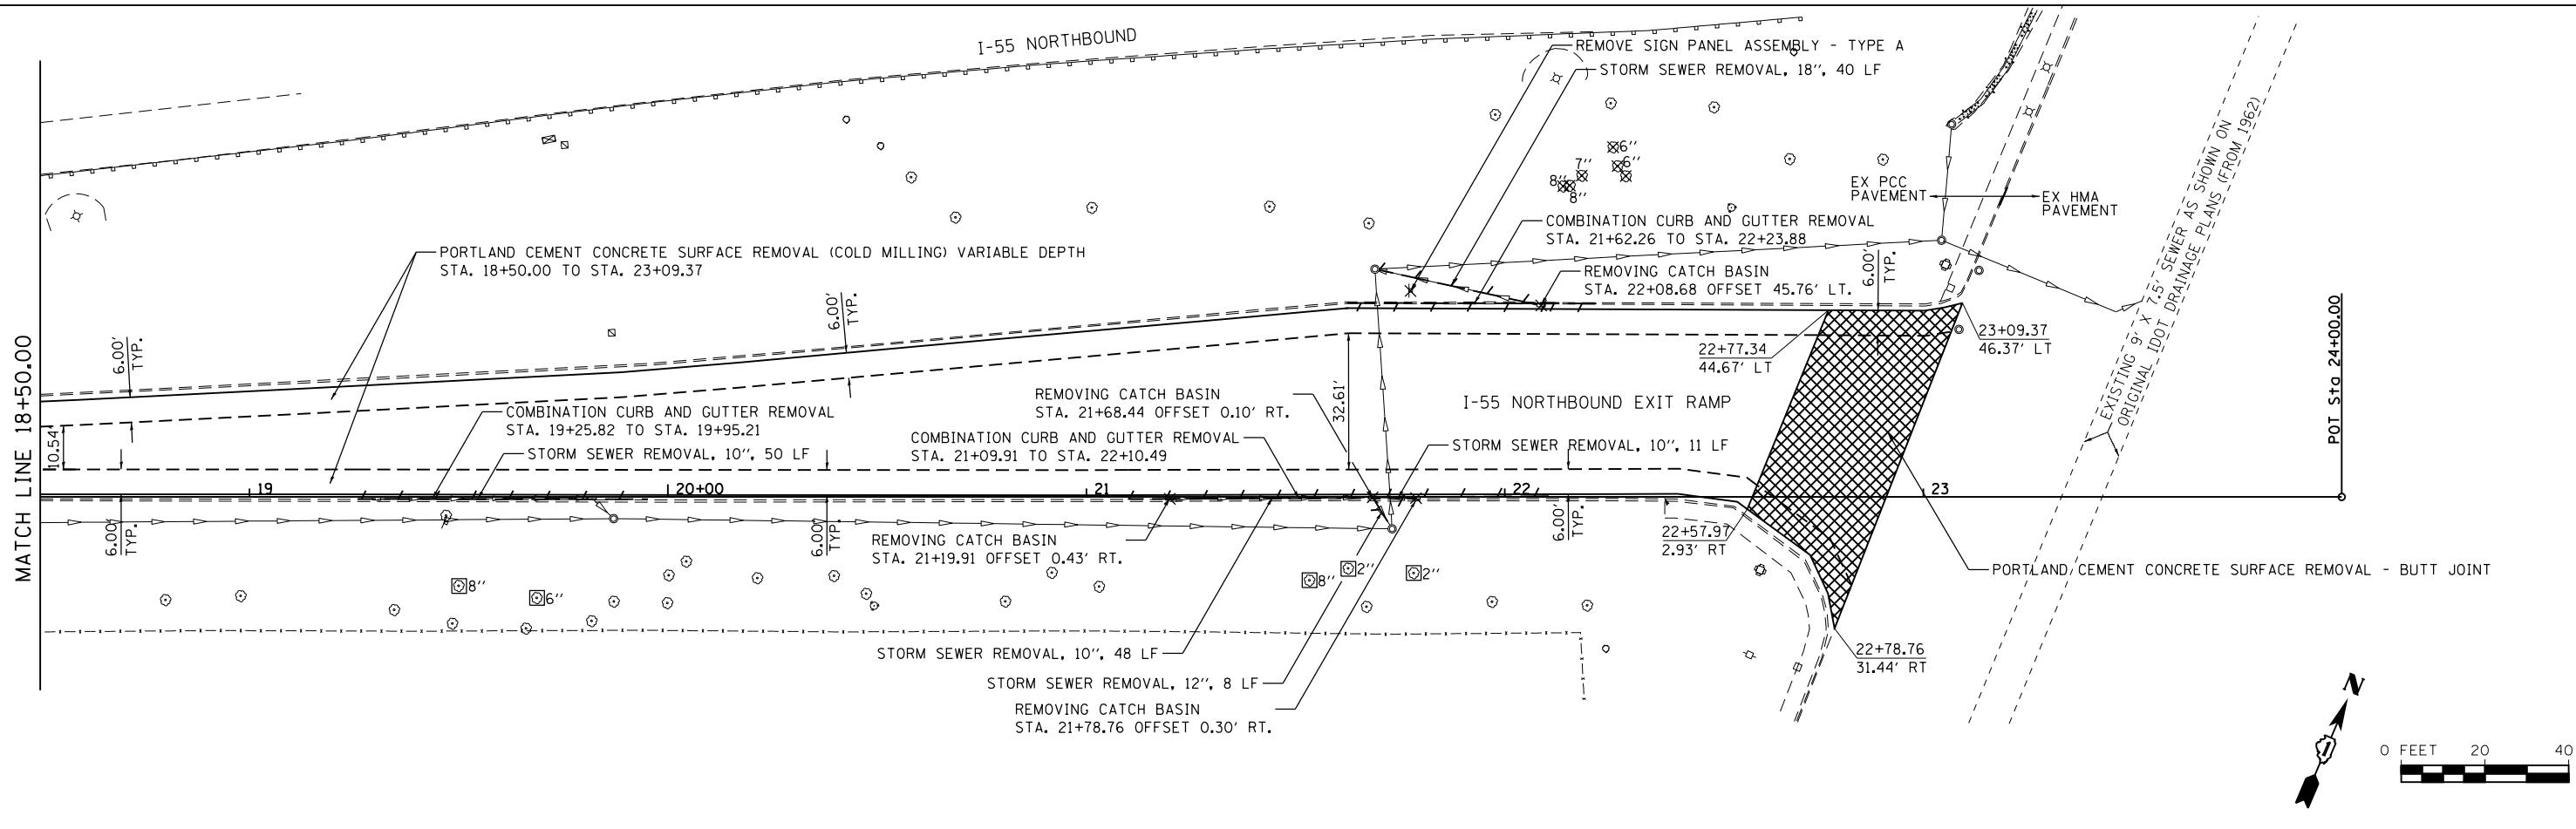 I-55 NORTHBOUND
REMOVE SIGN PANEL ASSEMBLY - TYPE A
STORM SEWER REMOVAL, 18'', 40 LF
6''
7''
6''
8''
8''
EX PCC
PAVEMENT
EX HMA
PAVEMENT
EXISTING 9' X 7.5' SEWER AS SHOWN ON
ORIGINAL IDOT DRAINAGE PLANS (FROM 1962)
COMBINATION CURB AND GUTTER REMOVAL
STA. 21+62.26 TO STA. 22+23.88
PORTLAND CEMENT CONCRETE SURFACE REMOVAL (COLD MILLING) VARIABLE DEPTH
STA. 18+50.00 TO STA. 23+09.37
REMOVING CATCH BASIN
STA. 22+08.68 OFFSET 45.76' LT.
6.00'
TYP.
6.00'
TYP.
6.00'
TYP.
23+09.37
46.37' LT
22+77.34
44.67' LT
POT Sta 24+00.00
MATCH LINE 18+50.00
10.54'
32.61'
REMOVING CATCH BASIN
STA. 21+68.44 OFFSET 0.10' RT.
I-55 NORTHBOUND EXIT RAMP
COMBINATION CURB AND GUTTER REMOVAL
STA. 19+25.82 TO STA. 19+95.21
STORM SEWER REMOVAL, 10'', 50 LF
COMBINATION CURB AND GUTTER REMOVAL
STA. 21+09.91 TO STA. 22+10.49
STORM SEWER REMOVAL, 10'', 11 LF
19
20+00
21
22
23
6.00'
TYP.
6.00'
TYP.
6.00'
TYP.
REMOVING CATCH BASIN
STA. 21+19.91 OFFSET 0.43' RT.
22+57.97
2.93' RT
PORTLAND CEMENT CONCRETE SURFACE REMOVAL - BUTT JOINT
8''
6''
8''
2''
2''
STORM SEWER REMOVAL, 10'', 48 LF
STORM SEWER REMOVAL, 12'', 8 LF
REMOVING CATCH BASIN
STA. 21+78.76 OFFSET 0.30' RT.
22+78.76
31.44' RT
N
0 FEET 20 40